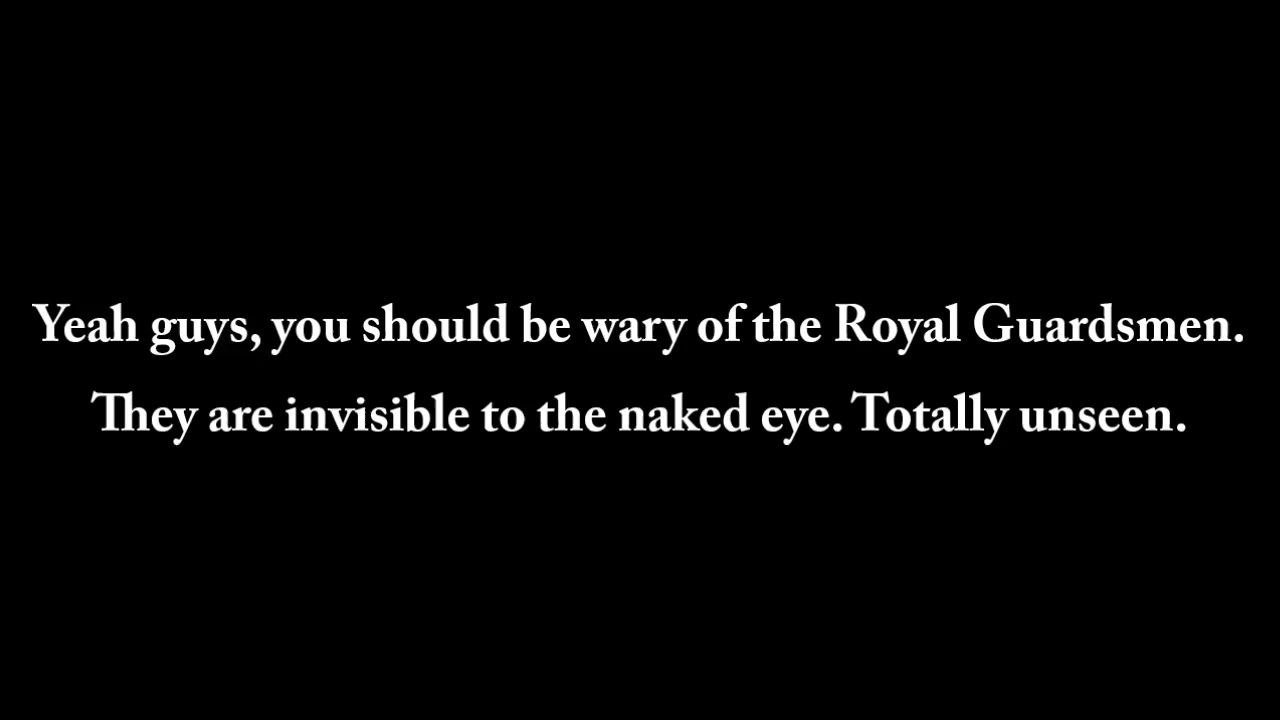 Yeah guys, you should be wary of the Royal Guardsmen.
They are invisible to the naked eye. Totally unseen.